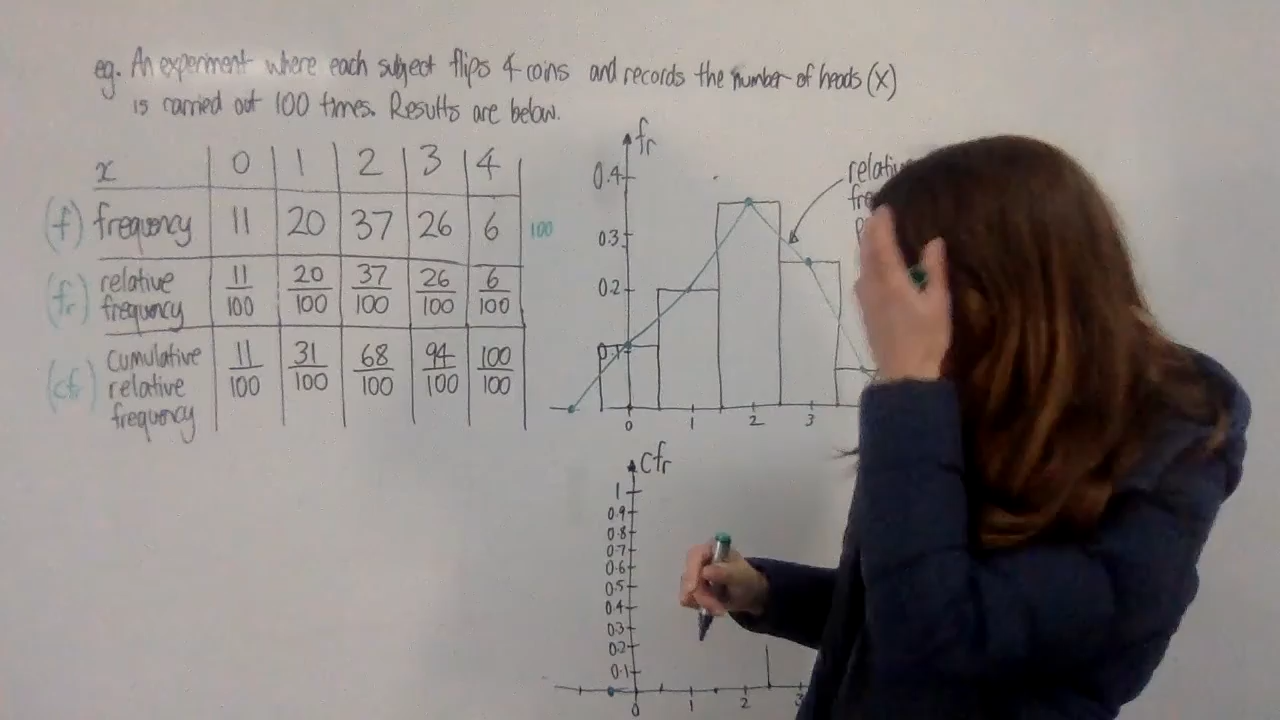 eg. An experiment where each subject flips 4 coins and records the number of heads (X)
is carried out 100 times. Results are below.
x 0 1 2 3 4
(f) frequency 11 20 37 26 6 100
(fr) relative frequency 11/100 20/100 37/100 26/100 6/100
(cfr) cumulative relative frequency 11/100 31/100 68/100 94/100 100/100
fr
0.4
0.3
0.2
0.1
0 1 2 3
cfr
1
0.9
0.8
0.7
0.6
0.5
0.4
0.3
0.2
0.1
0 1 2 3